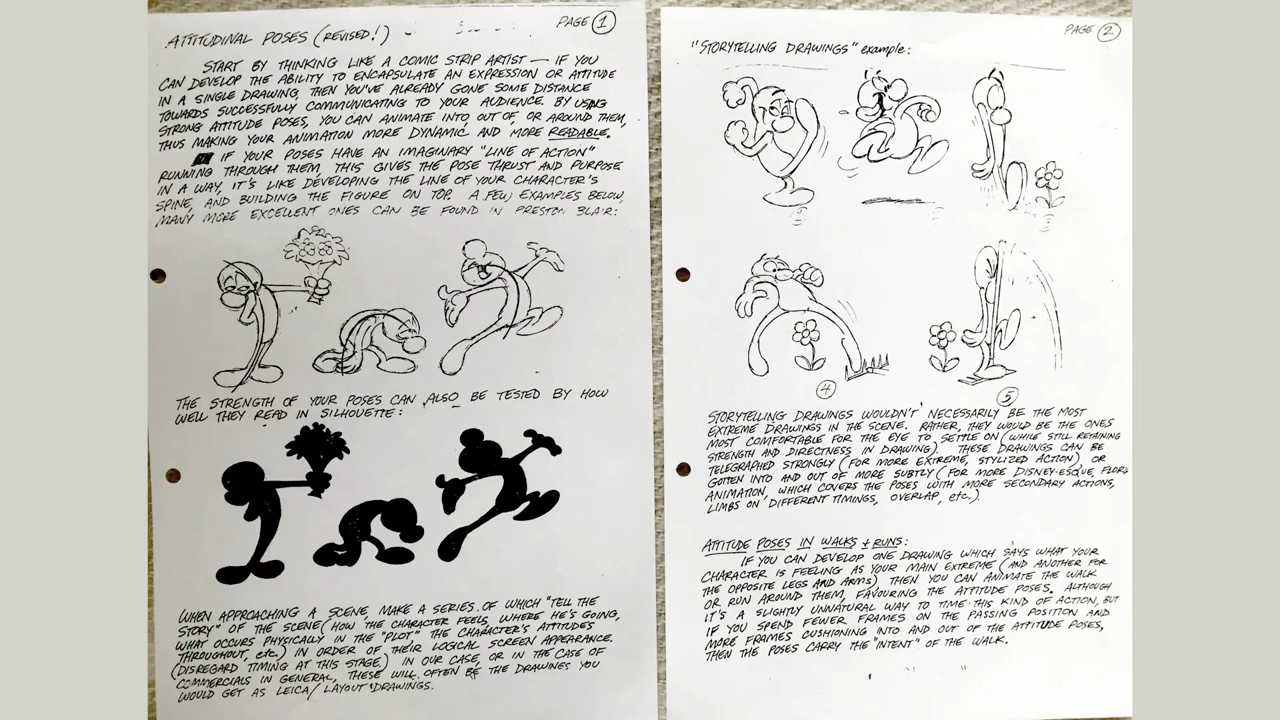 PAGE 1
ATTITUDINAL POSES (REVISED!)
START BY THINKING LIKE A COMIC STRIP ARTIST — IF YOU
CAN DEVELOP THE ABILITY TO ENCAPSULATE AN EXPRESSION OR ATTITUDE
IN A SINGLE DRAWING, THEN YOU'VE ALREADY GONE SOME DISTANCE
TOWARDS SUCCESSFULLY COMMUNICATING TO YOUR AUDIENCE. BY USING
STRONG ATTITUDE POSES, YOU CAN ANIMATE INTO, OUT OF, OR AROUND THEM,
THUS MAKING YOUR ANIMATION MORE DYNAMIC AND MORE READABLE.
IF YOUR POSES HAVE AN IMAGINARY "LINE OF ACTION"
RUNNING THROUGH THEM, THIS GIVES THE POSE THRUST AND PURPOSE
IN A WAY, IT'S LIKE DEVELOPING THE LINE OF YOUR CHARACTER'S
SPINE, AND BUILDING THE FIGURE ON TOP. A FEW EXAMPLES BELOW,
MANY MORE EXCELLENT ONES CAN BE FOUND IN PRESTON BLAIR:
THE STRENGTH OF YOUR POSES CAN ALSO BE TESTED BY HOW
WELL THEY READ IN SILHOUETTE:
WHEN APPROACHING A SCENE, MAKE A SERIES OF WHICH "TELL THE
STORY" OF THE SCENE (HOW THE CHARACTER FEELS, WHERE HE'S GOING,
WHAT OCCURS PHYSICALLY IN THE "PLOT" THE CHARACTER'S ATTITUDES
THROUGHOUT, etc.) IN ORDER OF THEIR LOGICAL SCREEN APPEARANCE.
(DISREGARD TIMING AT THIS STAGE.) IN OUR CASE, OR IN THE CASE OF
COMMERCIALS IN GENERAL, THESE WILL OFTEN BE THE DRAWINGS YOU
WOULD GET AS LEICA/LAYOUT DRAWINGS.
PAGE 2
"STORYTELLING DRAWINGS" example:
4
5
STORYTELLING DRAWINGS WOULDN'T NECESSARILY BE THE MOST
EXTREME DRAWINGS IN THE SCENE. RATHER, THEY WOULD BE THE ONES
MOST COMFORTABLE FOR THE EYE TO SETTLE ON (WHILE STILL RETAINING
STRENGTH AND DIRECTNESS IN DRAWING). THESE DRAWINGS CAN BE
TELEGRAPHED STRONGLY (FOR MORE EXTREME, STYLIZED ACTION) OR
GOTTEN INTO AND OUT OF MORE SUBTLY (FOR MORE DISNEY-ESQUE,
ANIMATION, WHICH COVERS THE POSES WITH MORE SECONDARY ACTIONS,
LIMBS ON DIFFERENT TIMINGS, OVERLAP, etc.).
ATTITUDE POSES IN WALKS & RUNS:
IF YOU CAN DEVELOP ONE DRAWING WHICH SAYS WHAT YOUR
CHARACTER IS FEELING AS YOUR MAIN EXTREME (AND ANOTHER FOR
THE OPPOSITE LEGS AND ARMS) THEN YOU CAN ANIMATE THE WALK
OR RUN AROUND THEM, FAVOURING THE ATTITUDE POSES. ALTHOUGH
IT'S A SLIGHTLY UNNATURAL WAY TO TIME THIS KIND OF ACTION, BUT
IF YOU SPEND FEWER FRAMES ON THE PASSING POSITION AND
MORE FRAMES CUSHIONING INTO AND OUT OF THE ATTITUDE POSES,
THEN THE POSES CARRY THE "INTENT" OF THE WALK.